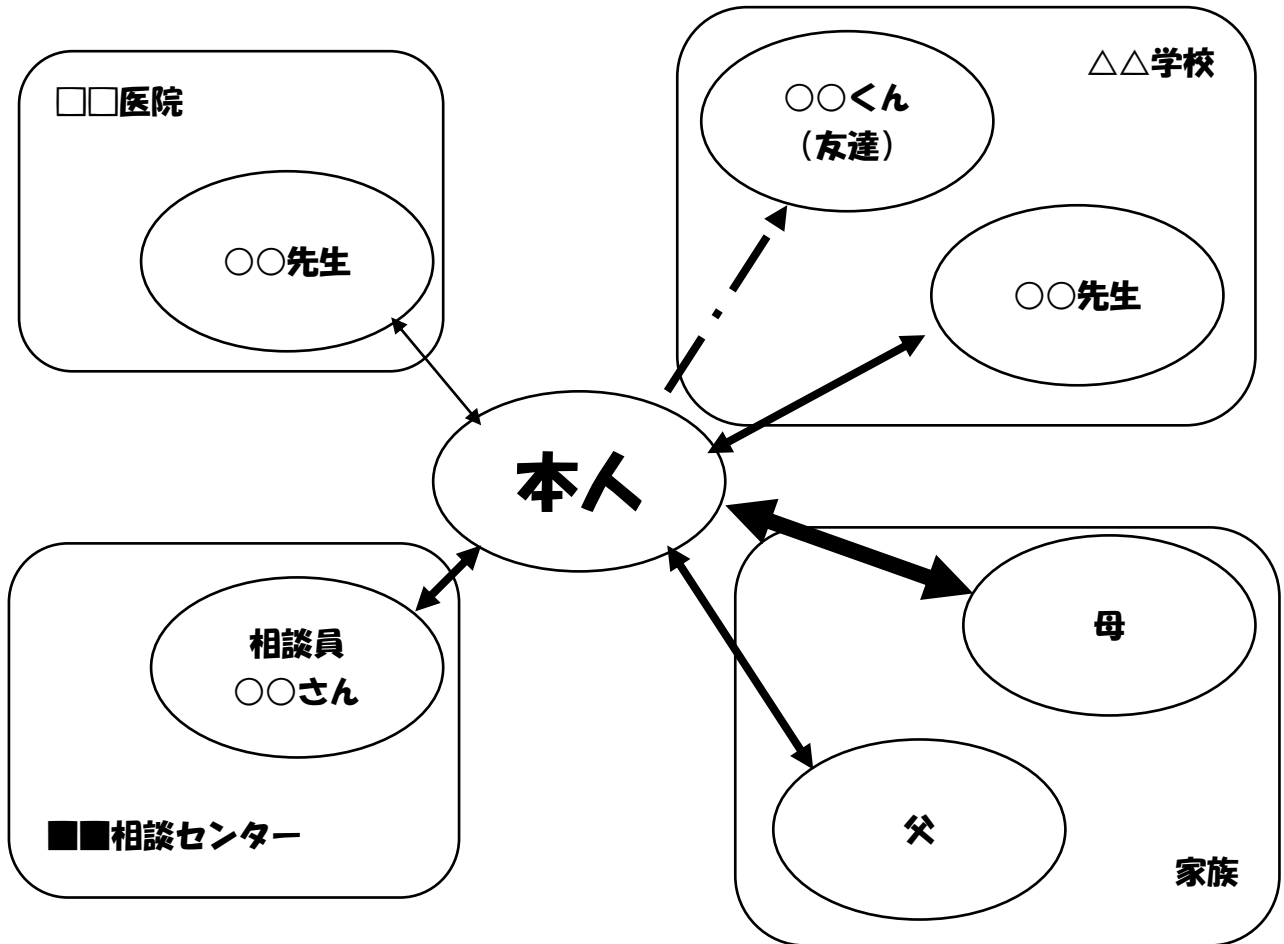 □□医院
○○先生
△△学校
○○くん
（友達）
○○先生
本人
相談員
○○さん
■■相談センター
母
父
家族